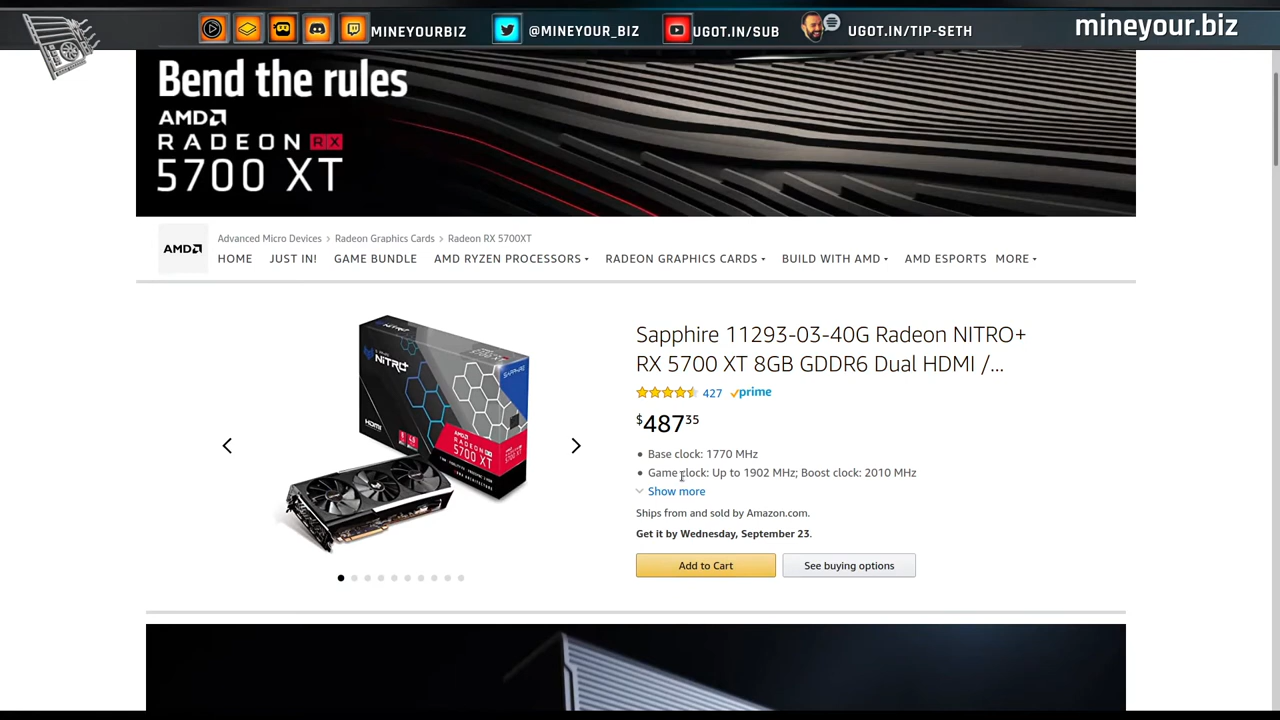 MINEYOURBIZ
@MINEYOUR_BIZ
UGOT.IN/SUB
UGOT.IN/TIP-SETH
mineyour.biz
Bend the rules
AMD
RADEON RX
5700 XT
AMD
Advanced Micro Devices > Radeon Graphics Cards > Radeon RX 5700XT
HOME JUST IN! GAME BUNDLE AMD RYZEN PROCESSORS RADEON GRAPHICS CARDS BUILD WITH AMD AMD ESPORTS MORE
NITRO+
SAPPHIRE
HDMI
AMD
RADEON
5700 XT
Sapphire 11293-03-40G Radeon NITRO+
RX 5700 XT 8GB GDDR6 Dual HDMI /...
427 prime
$487 35
• Base clock: 1770 MHz
• Game clock: Up to 1902 MHz; Boost clock: 2010 MHz
Show more
Ships from and sold by Amazon.com.
Get it by Wednesday, September 23.
Add to Cart See buying options